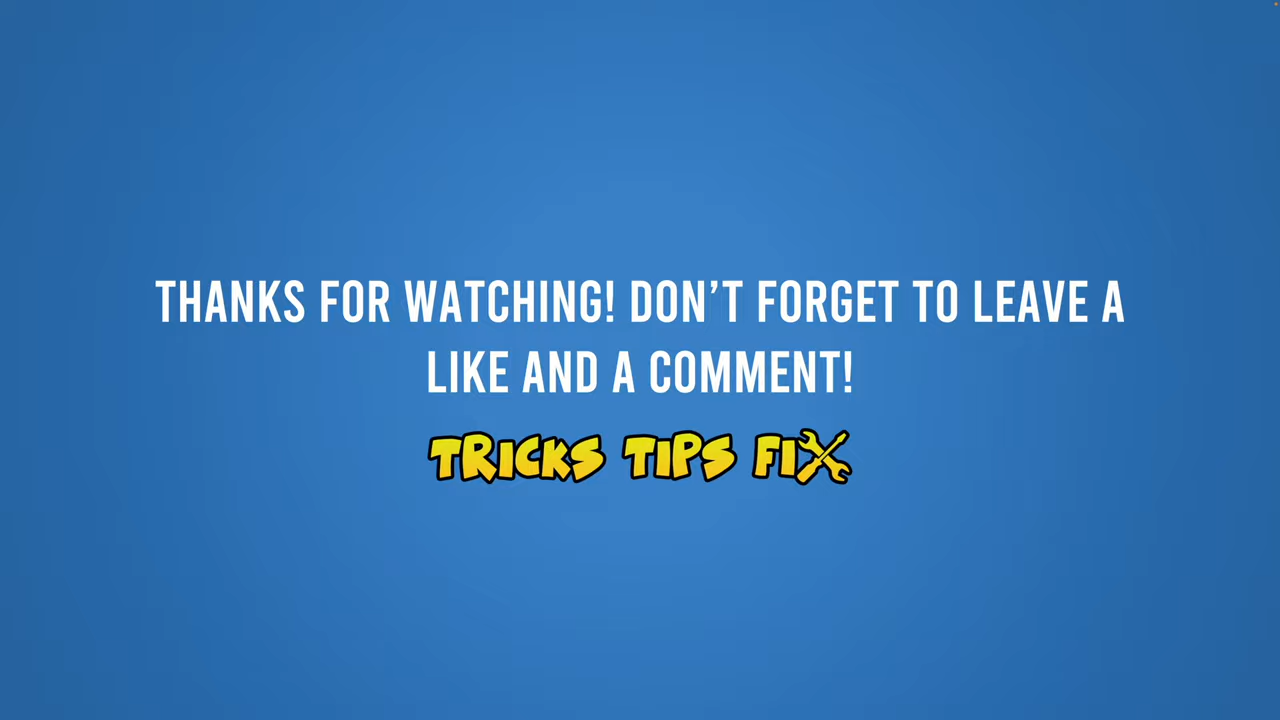 THANKS FOR WATCHING! DON’T FORGET TO LEAVE A
LIKE AND A COMMENT!
TRICKS TIPS FIX